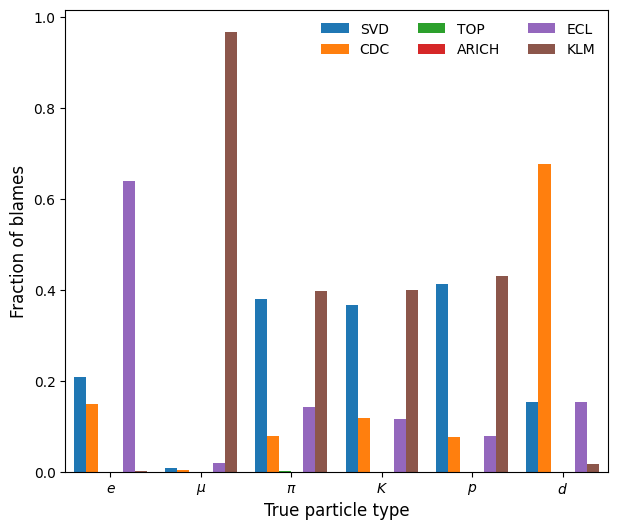 1.0
0.8
0.6
0.4
0.2
0.0
Fraction of blames
SVD TOP ECL
CDC ARICH KLM
e μ π K p d
True particle type